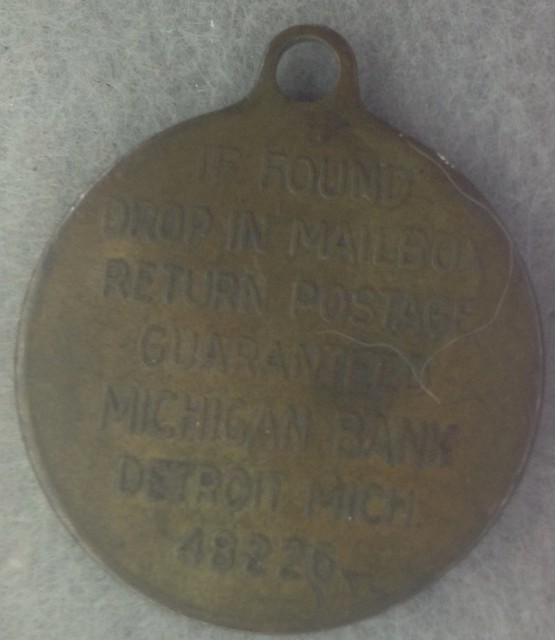 IF FOUND
DROP IN MAILBOX
RETURN POSTAGE
GUARANTEED
MICHIGAN BANK
DETROIT MICH.
48226